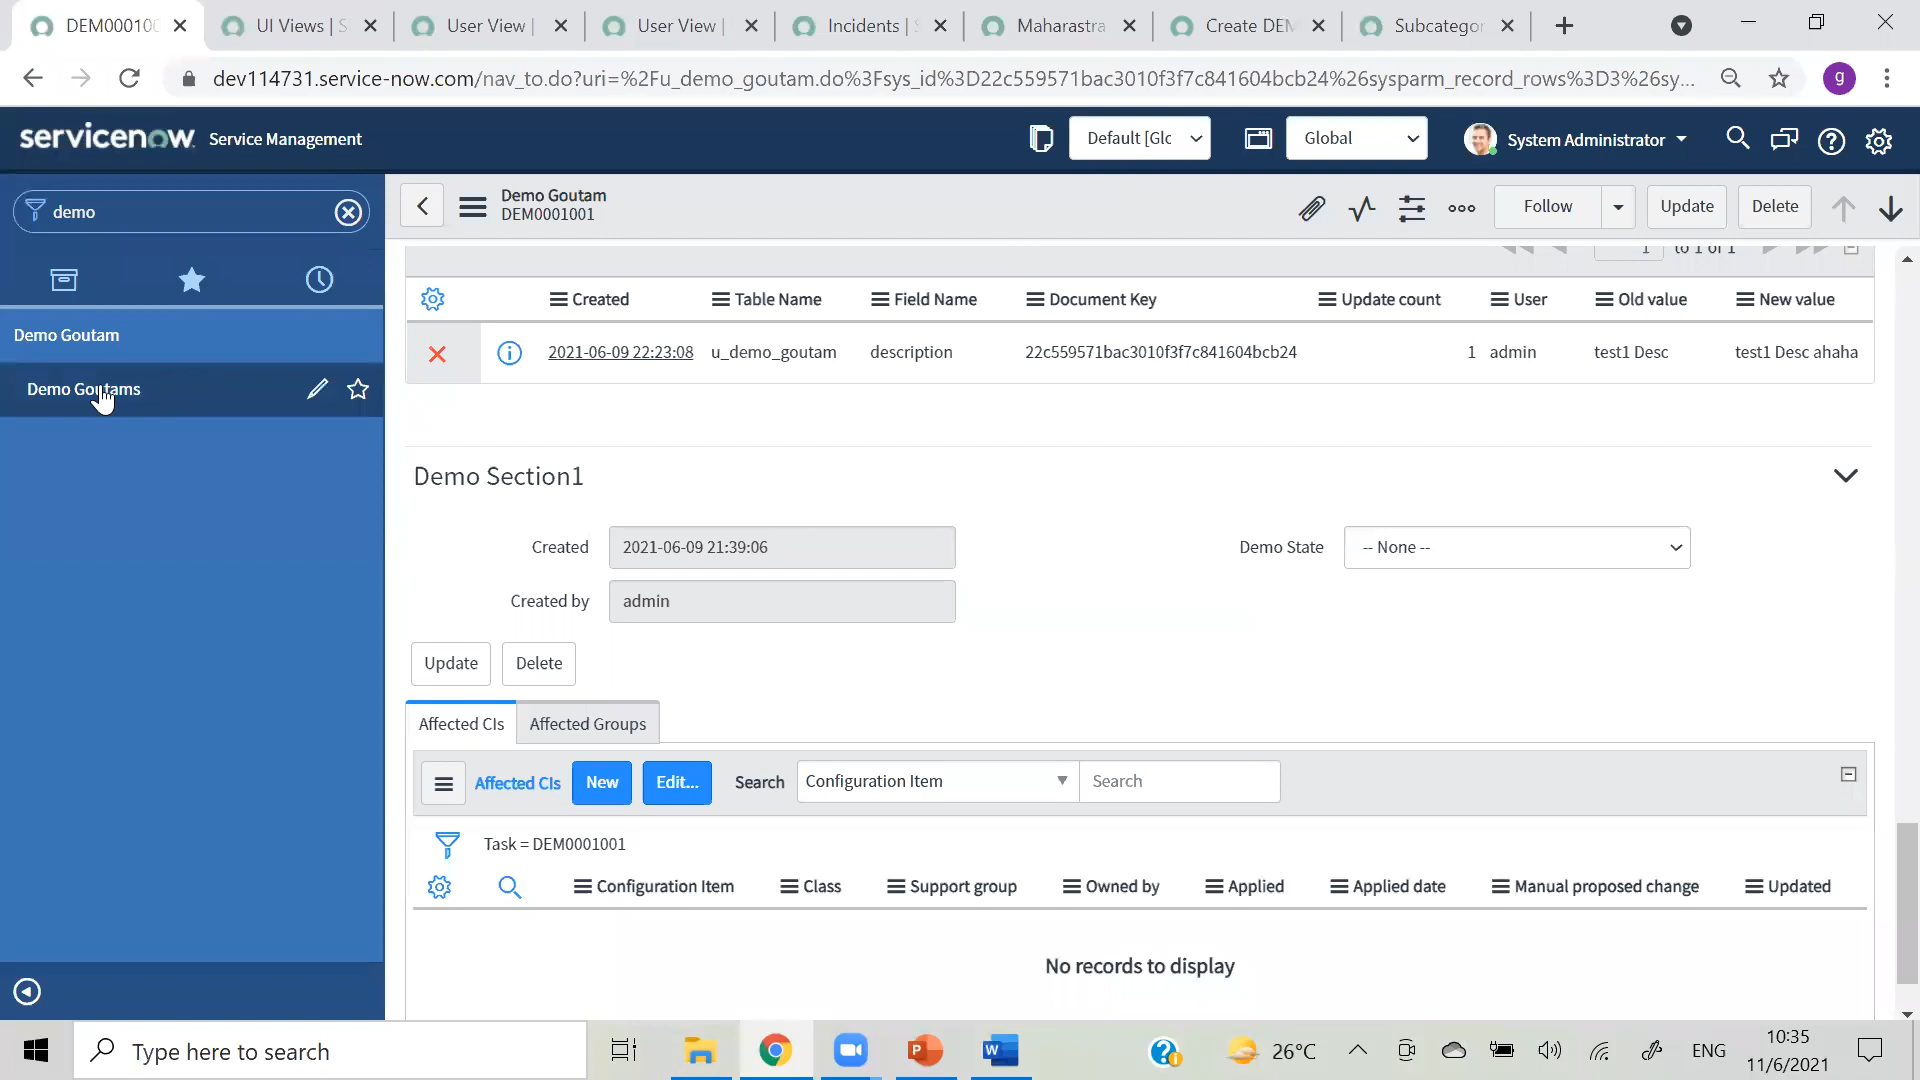 DEM000100
UI Views | S
User View |
User View |
Incidents | S
Maharastra
Create DEM
Subcategor
dev114731.service-now.com/nav_to.do?uri=%2Fu_demo_goutam.do%3Fsys_id%3D22c559571bac3010f3f7c841604bcb24%26sysparm_record_rows%3D3%26sy...
g
servicenow Service Management
Default [Glc
Global
System Administrator
demo
Demo Goutam
DEM0001001
Follow
Update
Delete
1 to 1 of 1
Demo Goutam
Demo Goutams
Created Table Name Field Name Document Key Update count User Old value New value
2021-06-09 22:23:08 u_demo_goutam description 22c559571bac3010f3f7c841604bcb24 1 admin test1 Desc test1 Desc ahaha
Demo Section1
Created 2021-06-09 21:39:06
Demo State -- None --
Created by admin
Update Delete
Affected CIs Affected Groups
Affected CIs New Edit... Search Configuration Item Search
Task = DEM0001001
Configuration Item Class Support group Owned by Applied Applied date Manual proposed change Updated
No records to display
Type here to search
26°C
ENG
10:35
11/6/2021